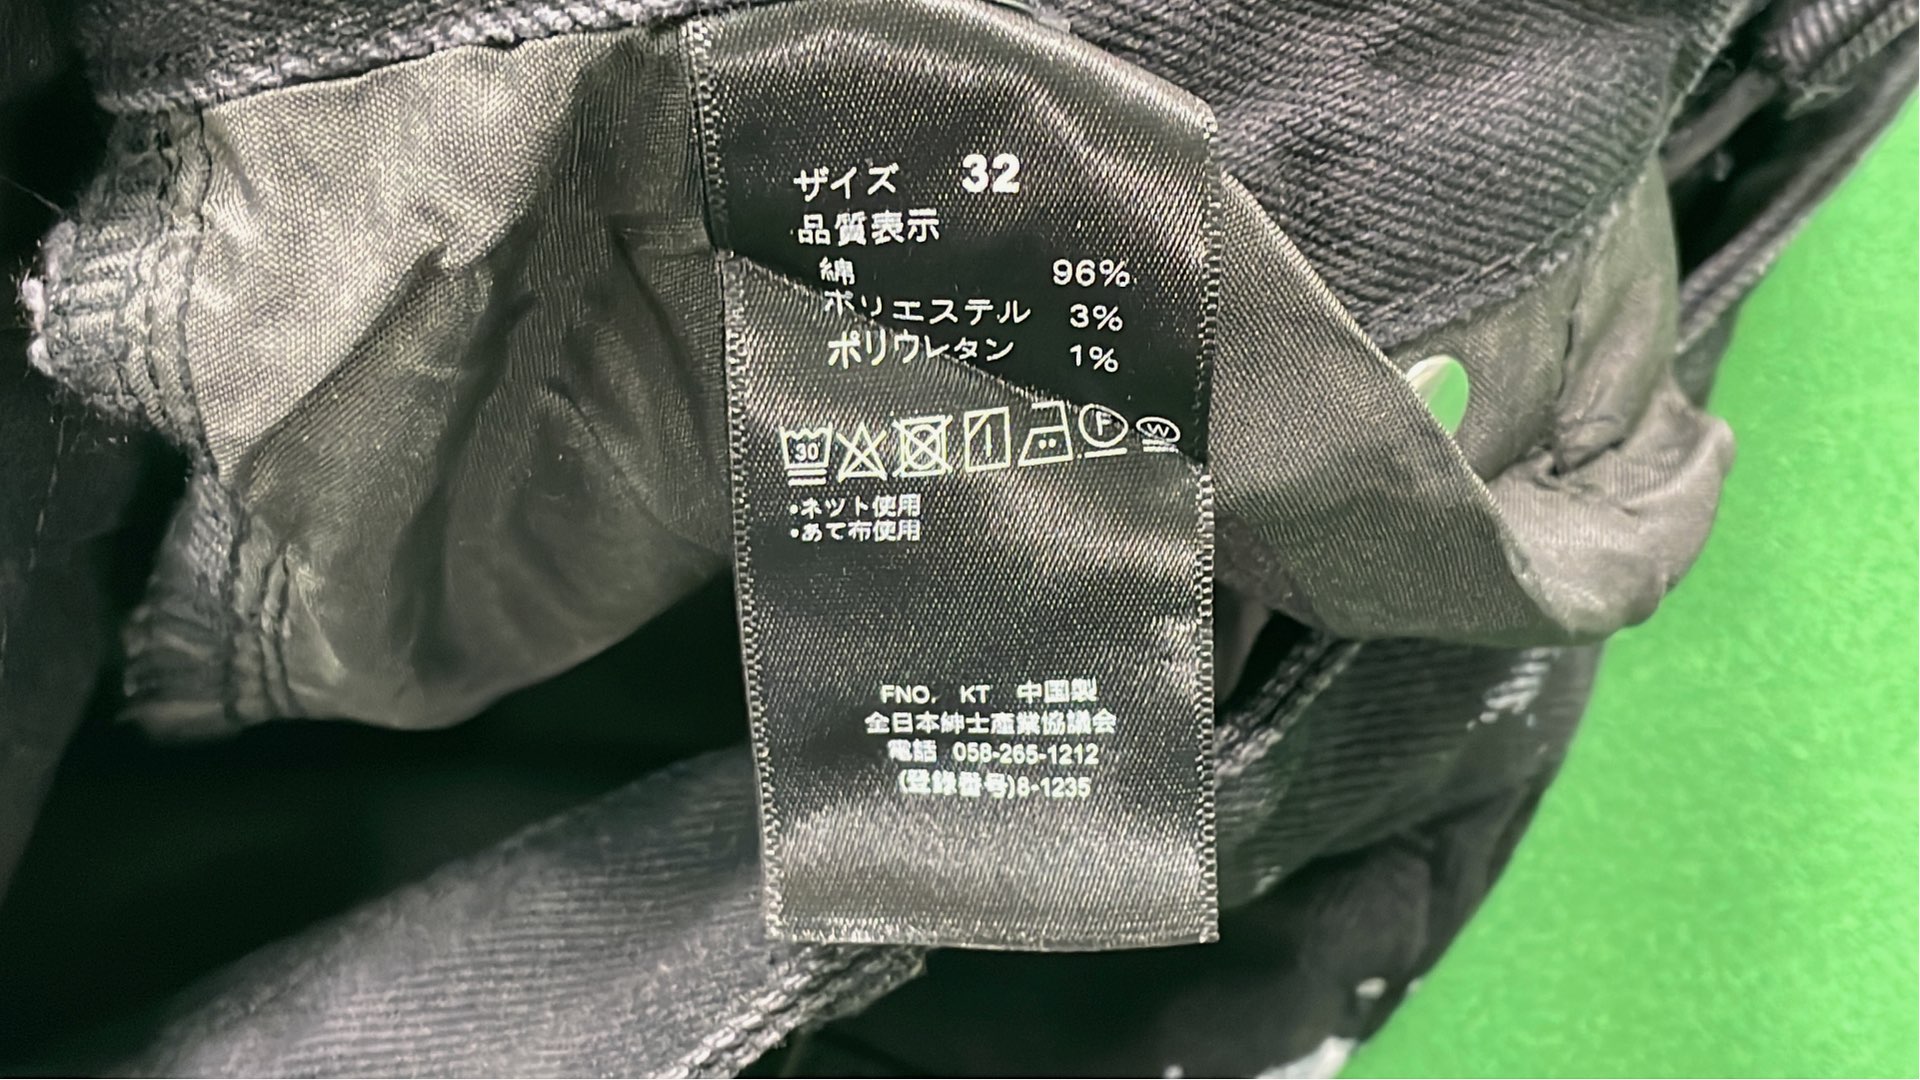 サイズ 32
品質表示
綿 96%
ポリエステル 3%
ポリウレタン 1%
30 F W
•ネット使用
•あて布使用
FNO. KT 中国製
全日本紳士産業協議会
電話 058-265-1212
(登録番号)8-1235